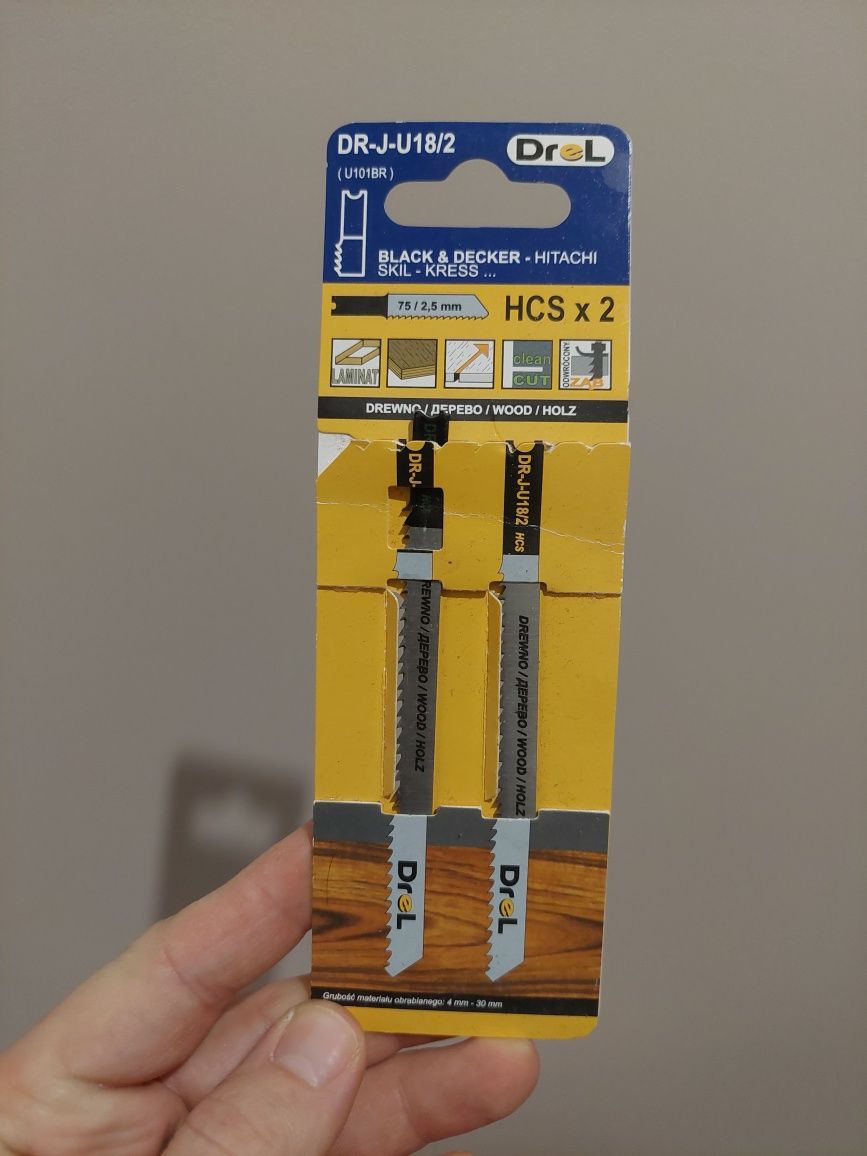 DR-J-U18/2
DreL
( U101BR )
BLACK & DECKER - HITACHI
SKIL - KRESS ...
75 / 2,5 mm
HCS x 2
LAMINAT
clean
CUT
ODWRÓCONY
ZĄB
DREWNO / ДЕРЕВО / WOOD / HOLZ
DR-J-
DR-J-U18/2 HCS
REWNO / ДЕРЕВО / WOOD / HOLZ
DREWNO / ДЕРЕВО / WOOD / HOLZ
DreL
DreL
Grubość materiału obrabianego: 4 mm - 30 mm